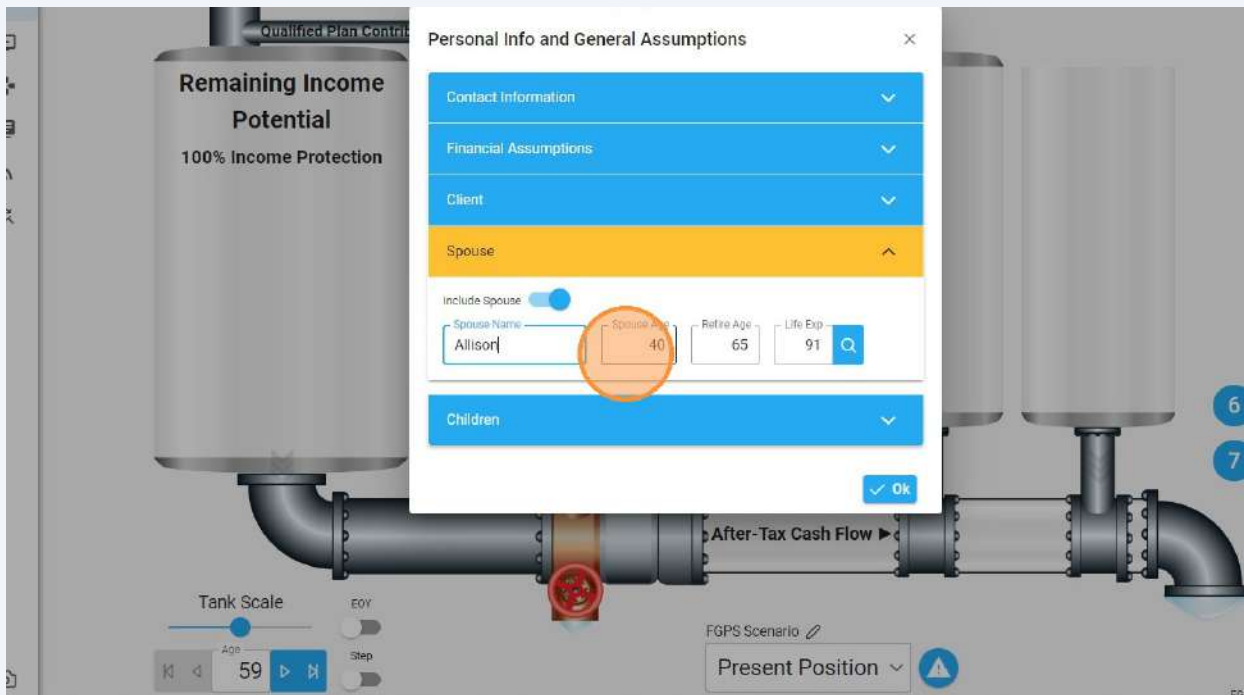 Qualified Plan Contrib
Remaining Income
Potential
100% Income Protection
Personal Info and General Assumptions
Contact Information
Financial Assumptions
Client
Spouse
Include Spouse
Spouse Name
Allison
Spouse Age
40
Retire Age
65
Life Exp
91
Children
6
7
Ok
After-Tax Cash Flow ►
Tank Scale
EOY
Age
59
Step
FGPS Scenario
Present Position